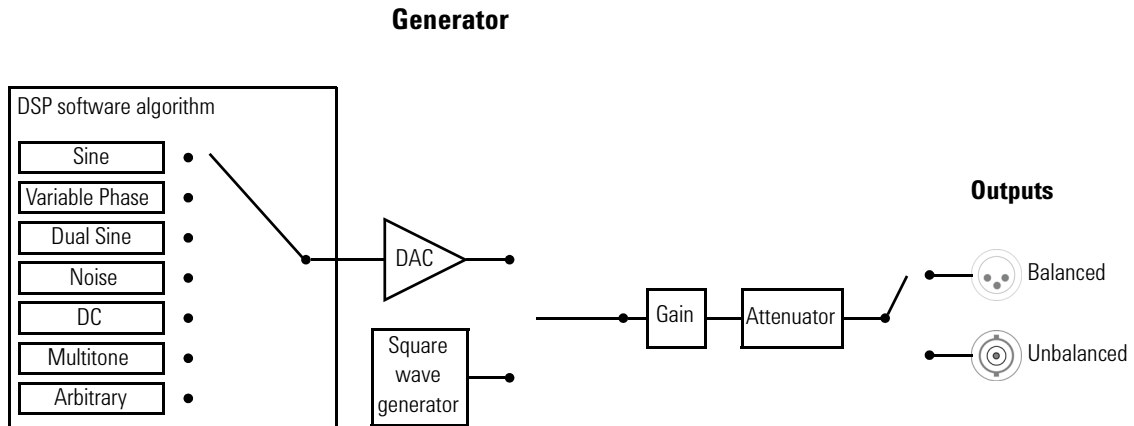 Generator
DSP software algorithm
Sine
Variable Phase
Dual Sine
Noise
DC
Multitone
Arbitrary
DAC
Square
wave
generator
Gain
Attenuator
Outputs
Balanced
Unbalanced